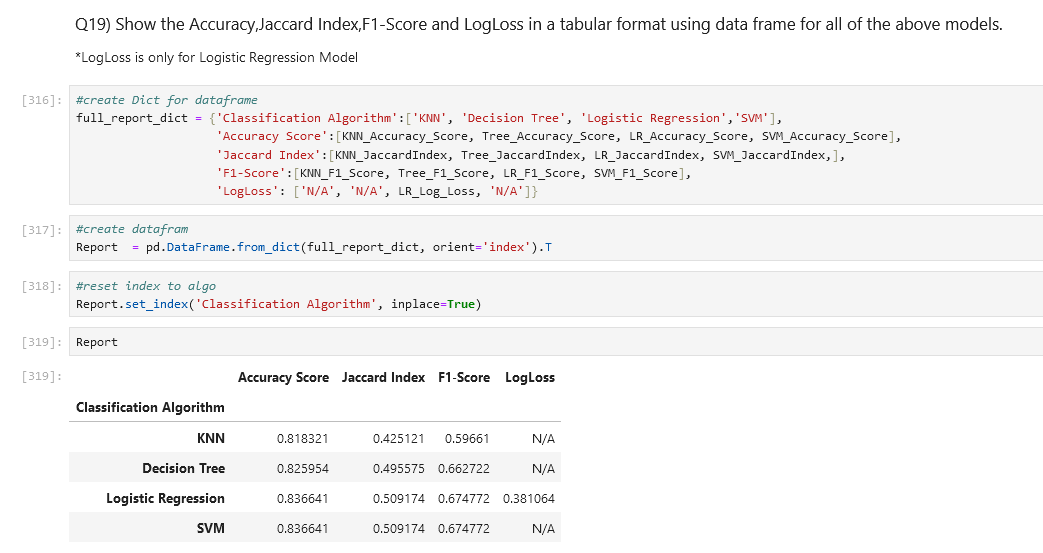 Q19) Show the Accuracy,Jaccard Index,F1-Score and LogLoss in a tabular format using data frame for all of the above models.
*LogLoss is only for Logistic Regression Model
[316]: #create Dict for dataframe
full_report_dict = {'Classification Algorithm':['KNN', 'Decision Tree', 'Logistic Regression','SVM'],
'Accuracy Score':[KNN_Accuracy_Score, Tree_Accuracy_Score, LR_Accuracy_Score, SVM_Accuracy_Score],
'Jaccard Index':[KNN_JaccardIndex, Tree_JaccardIndex, LR_JaccardIndex, SVM_JaccardIndex,],
'F1-Score':[KNN_F1_Score, Tree_F1_Score, LR_F1_Score, SVM_F1_Score],
'LogLoss': ['N/A', 'N/A', LR_Log_Loss, 'N/A']}
[317]: #create datafram
Report = pd.DataFrame.from_dict(full_report_dict, orient='index').T
[318]: #reset index to algo
Report.set_index('Classification Algorithm', inplace=True)
[319]: Report
[319]:
Accuracy Score Jaccard Index F1-Score LogLoss
Classification Algorithm
KNN 0.818321 0.425121 0.59661 N/A
Decision Tree 0.825954 0.495575 0.662722 N/A
Logistic Regression 0.836641 0.509174 0.674772 0.381064
SVM 0.836641 0.509174 0.674772 N/A